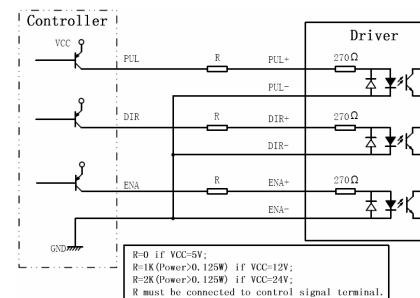 Controller
Driver
VCC
PUL
R
PUL+
270Ω
PUL-
DIR
R
DIR+
270Ω
DIR-
ENA
R
ENA+
270Ω
ENA-
GND
R=0 if VCC=5V;
R=1K(Power>0.125W) if VCC=12V;
R=2K(Power>0.125W) if VCC=24V;
R must be connected to control signal terminal.